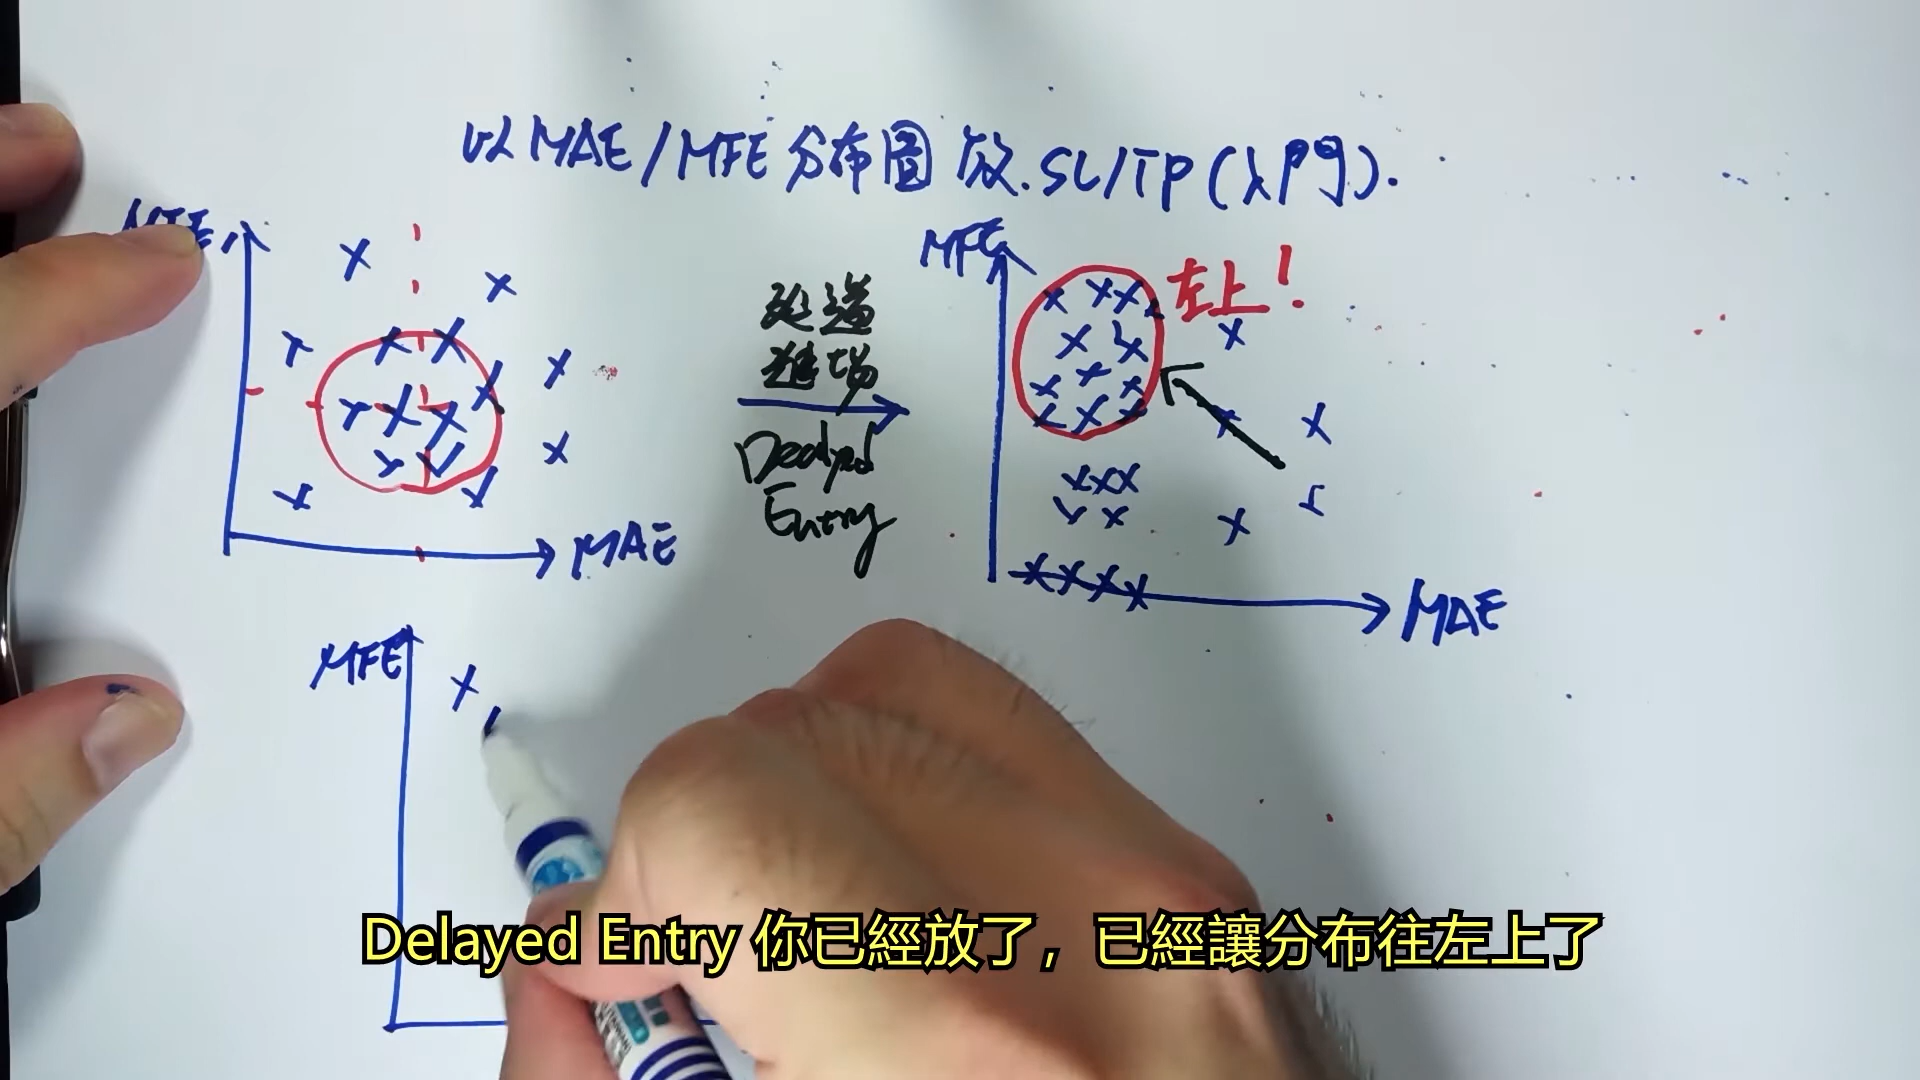 以MAE/MFE分布圖 放.SL/TP(入門).
MFE
MAE
延遲
進場
Dealyed
Entry
MFE
左上!
MAE
MFE
Delayed Entry 你已經放了，已經讓分布往左上了